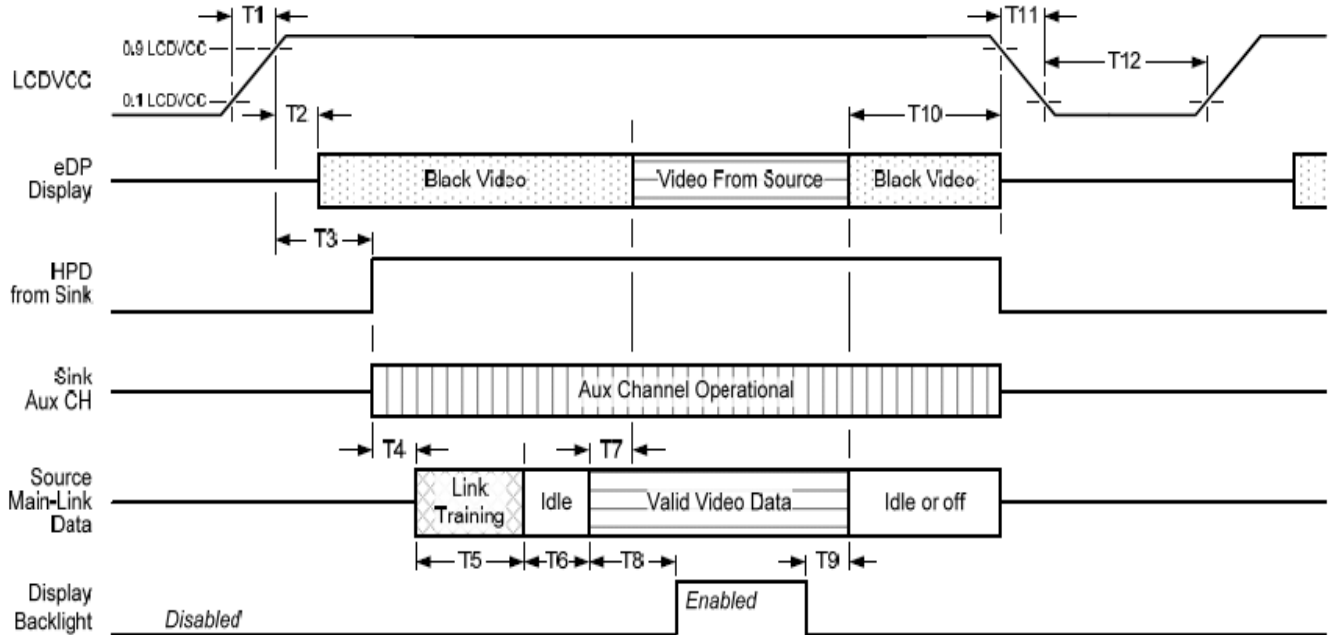 T1
T11
0.9 LCDVCC
LCDVCC
T12
0.1 LCDVCC
T2
T10
eDP
Display
Black Video
Video From Source
Black Video
T3
HPD
from Sink
Sink
Aux CH
Aux Channel Operational
T4
T7
Source
Main-Link
Data
Link
Training
Idle
Valid Video Data
Idle or off
T5
T6
T8
T9
Display
Backlight
Disabled
Enabled